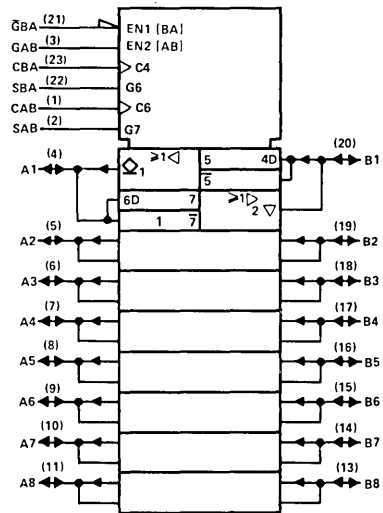 G̅BA (21) EN1 [BA]
GAB (3) EN2 [AB]
CBA (23) C4
SBA (22) G6
CAB (1) C6
SAB (2) G7
A1 (4) 1 ≥1 5 4D (20) B1
5̅
6D 7 ≥1
1 7̅ 2
A2 (5) (19) B2
A3 (6) (18) B3
A4 (7) (17) B4
A5 (8) (16) B5
A6 (9) (15) B6
A7 (10) (14) B7
A8 (11) (13) B8